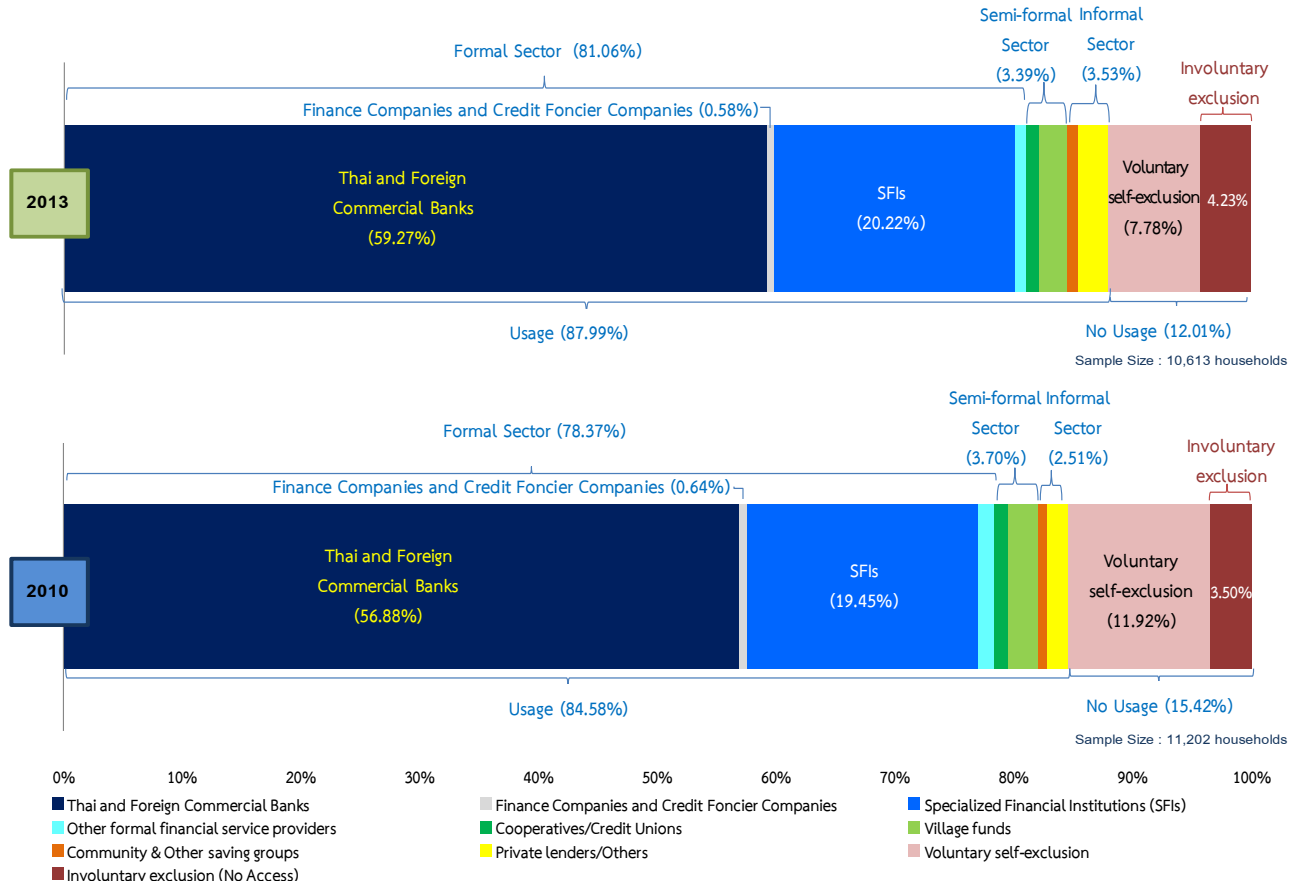 Semi-formal Informal
Sector Sector
(3.39%) (3.53%)
Formal Sector (81.06%)
Involuntary
exclusion
Finance Companies and Credit Foncier Companies (0.58%)
2013
Thai and Foreign
Commercial Banks
(59.27%)
SFIs
(20.22%)
Voluntary
self-exclusion
(7.78%)
4.23%
Usage (87.99%)
No Usage (12.01%)
Sample Size : 10,613 households
Semi-formal Informal
Sector Sector
(3.70%) (2.51%)
Formal Sector (78.37%)
Involuntary
exclusion
Finance Companies and Credit Foncier Companies (0.64%)
2010
Thai and Foreign
Commercial Banks
(56.88%)
SFIs
(19.45%)
Voluntary
self-exclusion
(11.92%)
3.50%
Usage (84.58%)
No Usage (15.42%)
Sample Size : 11,202 households
0% 10% 20% 30% 40% 50% 60% 70% 80% 90% 100%
Thai and Foreign Commercial Banks
Finance Companies and Credit Foncier Companies
Specialized Financial Institutions (SFIs)
Other formal financial service providers
Cooperatives/Credit Unions
Village funds
Community & Other saving groups
Private lenders/Others
Voluntary self-exclusion
Involuntary exclusion (No Access)